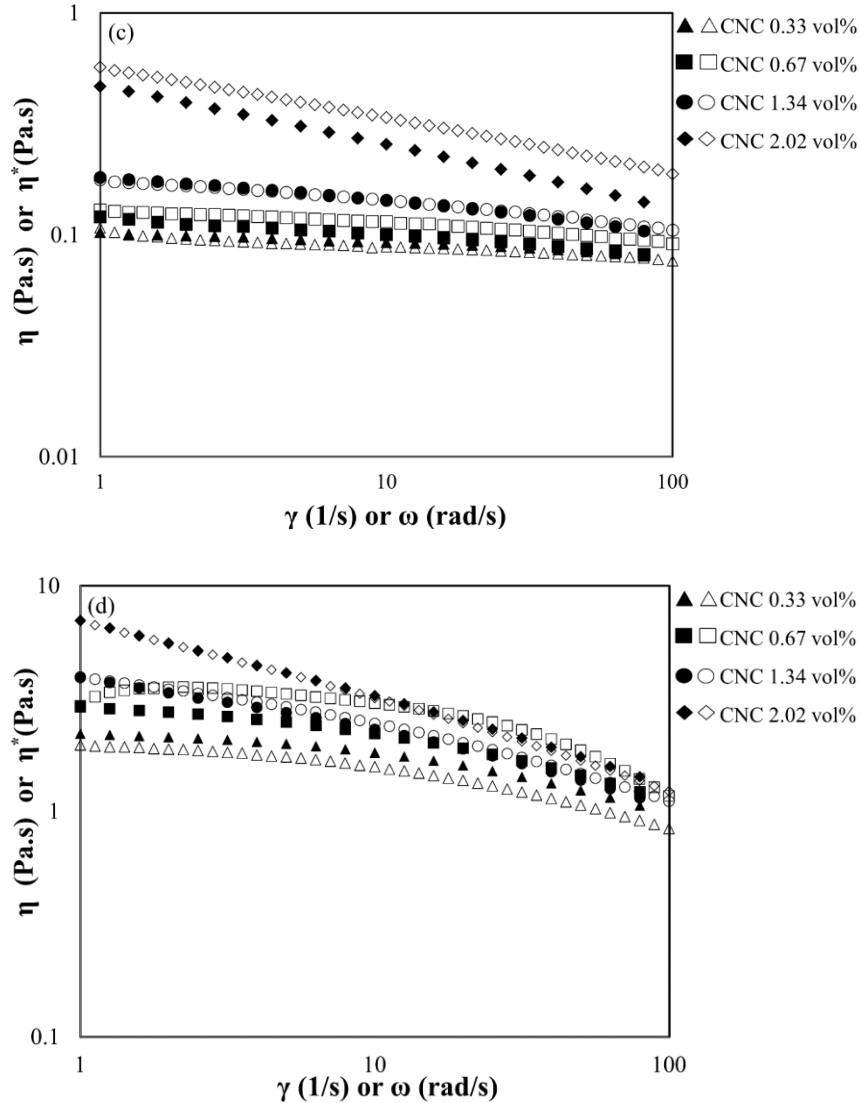 (c)
1
0.1
0.01
η (Pa.s) or η*(Pa.s)
1
10
100
γ (1/s) or ω (rad/s)
CNC 0.33 vol%
CNC 0.67 vol%
CNC 1.34 vol%
CNC 2.02 vol%
(d)
10
1
0.1
η (Pa.s) or η*(Pa.s)
1
10
100
γ (1/s) or ω (rad/s)
CNC 0.33 vol%
CNC 0.67 vol%
CNC 1.34 vol%
CNC 2.02 vol%